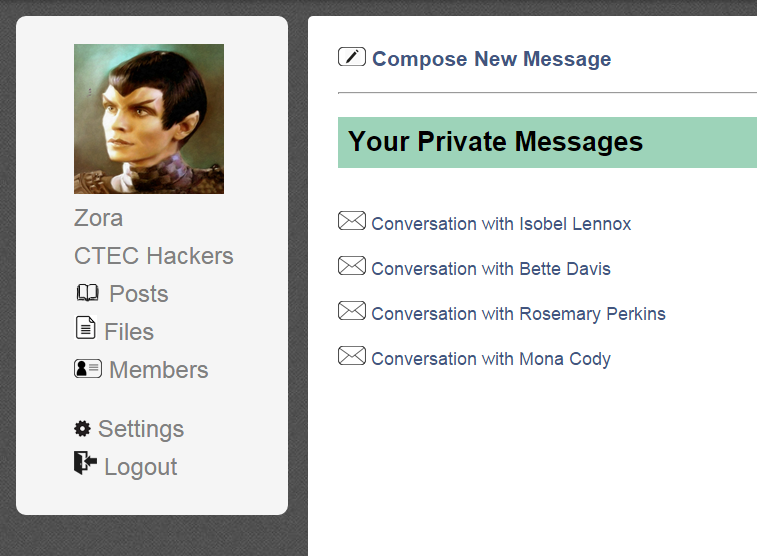 Zora
CTEC Hackers
Posts
Files
Members
Settings
Logout
Compose New Message
Your Private Messages
Conversation with Isobel Lennox
Conversation with Bette Davis
Conversation with Rosemary Perkins
Conversation with Mona Cody